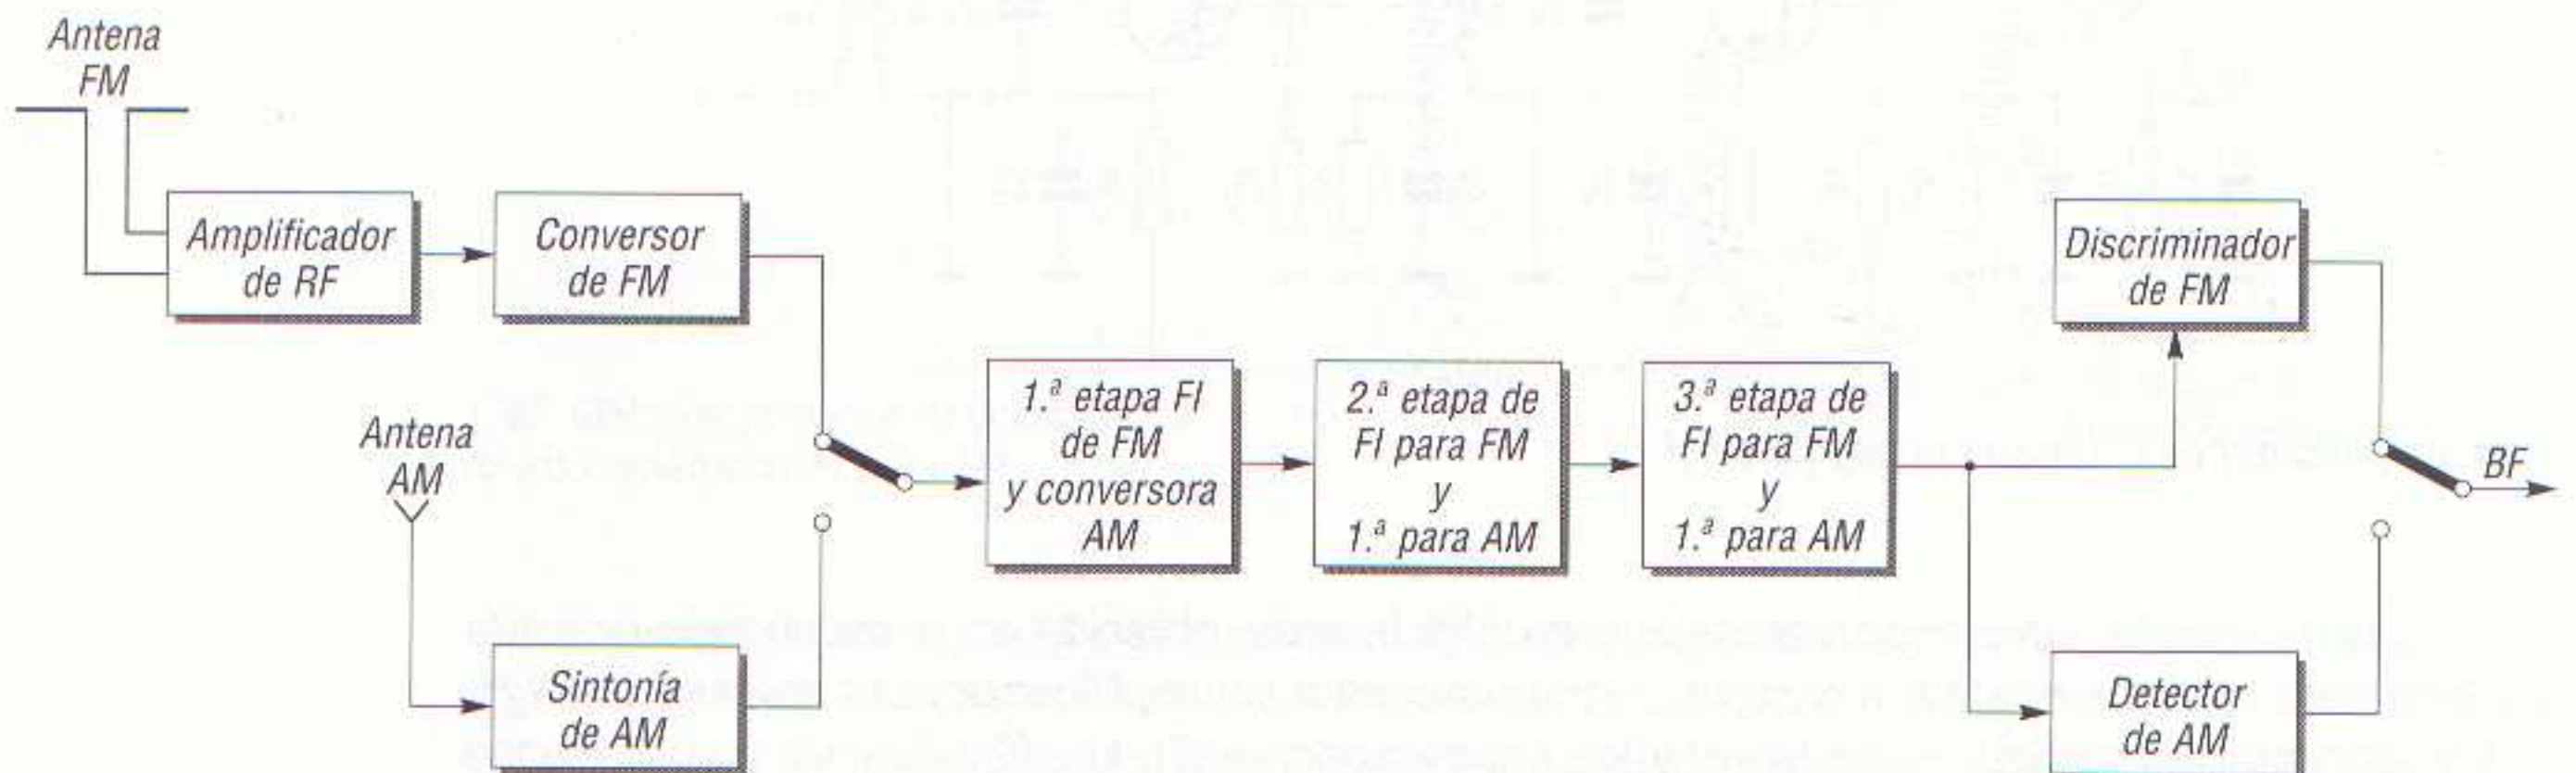 Antena
FM
Amplificador
de RF
Conversor
de FM
Antena
AM
Sintonía
de AM
1.ª etapa FI
de FM
y conversora
AM
2.ª etapa de
FI para FM
y
1.ª para AM
3.ª etapa de
FI para FM
y
1.ª para AM
Discriminador
de FM
Detector
de AM
BF